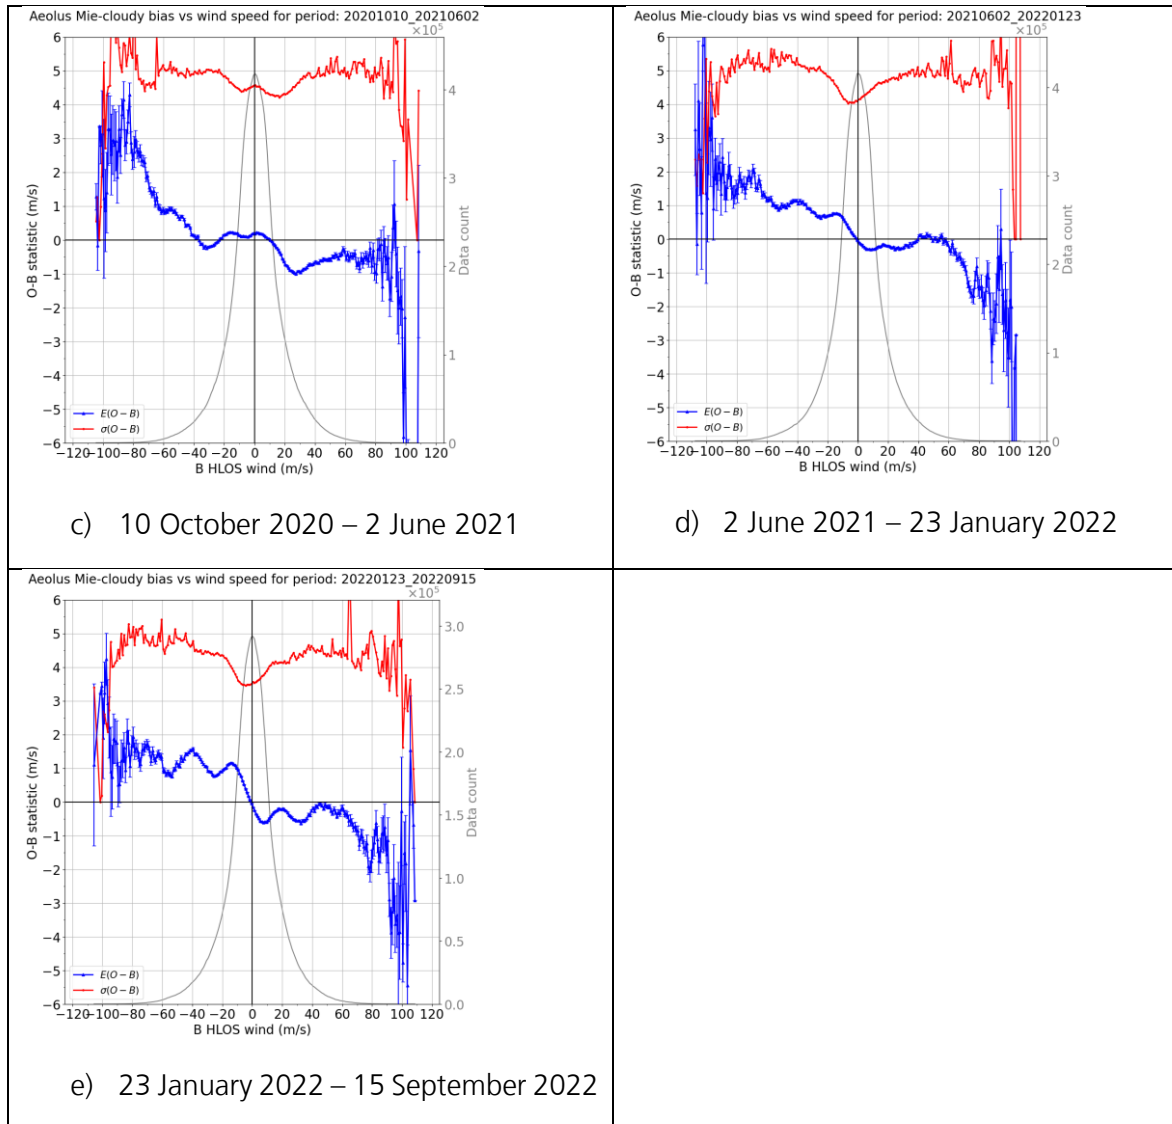 Aeolus Mie-cloudy bias vs wind speed for period: 20201010_20210602
×10⁵
6
5
4
3
2
1
0
−1
−2
−3
−4
−5
−6
O-B statistic (m/s)
4
3
2
1
0
Data count
E(O − B)
σ(O − B)
−120 −100 −80 −60 −40 −20 0 20 40 60 80 100 120
B HLOS wind (m/s)
c) 10 October 2020 – 2 June 2021
Aeolus Mie-cloudy bias vs wind speed for period: 20210602_20220123
×10⁵
6
5
4
3
2
1
0
−1
−2
−3
−4
−5
−6
O-B statistic (m/s)
4
3
2
1
0
Data count
E(O − B)
σ(O − B)
−120 −100 −80 −60 −40 −20 0 20 40 60 80 100 120
B HLOS wind (m/s)
d) 2 June 2021 – 23 January 2022
Aeolus Mie-cloudy bias vs wind speed for period: 20220123_20220915
×10⁵
6
5
4
3
2
1
0
−1
−2
−3
−4
−5
−6
O-B statistic (m/s)
3.0
2.5
2.0
1.5
1.0
0.5
0.0
Data count
E(O − B)
σ(O − B)
−120 −100 −80 −60 −40 −20 0 20 40 60 80 100 120
B HLOS wind (m/s)
e) 23 January 2022 – 15 September 2022